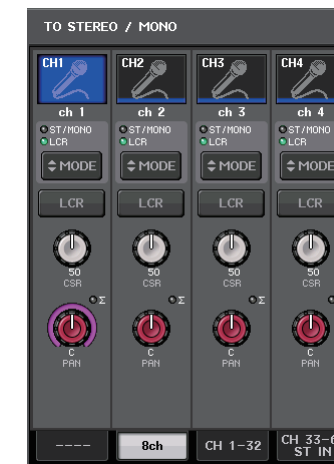 TO STEREO / MONO
CH1 CH2 CH3 CH4
ch 1 ch 2 ch 3 ch 4
ST/MONO ST/MONO ST/MONO ST/MONO
LCR LCR LCR LCR
MODE MODE MODE MODE
LCR LCR LCR LCR
50 50 50 50
CSR CSR CSR CSR
Σ Σ Σ
C C C C
PAN PAN PAN PAN
---- 8ch CH 1-32 CH 33-6
ST IN